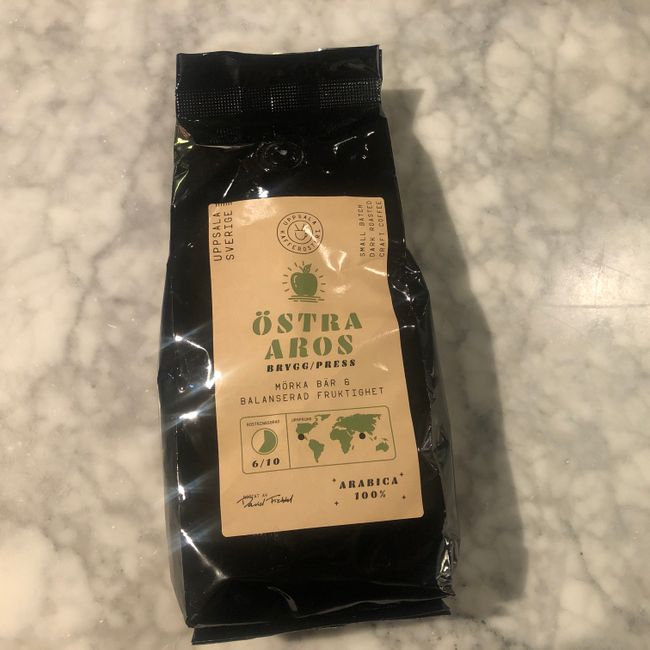 UPPSALA
SVERIGE
UPPSALA
KAFFEROSTERI
SMALL BATCH
DARK ROASTED
CRAFT COFFEE
ÖSTRA
AROS
BRYGG/PRESS
MÖRKA BÄR &
BALANSERAD FRUKTIGHET
ROSTNINGSGRAD
6/10
URSPRUNG
ARABICA
100%